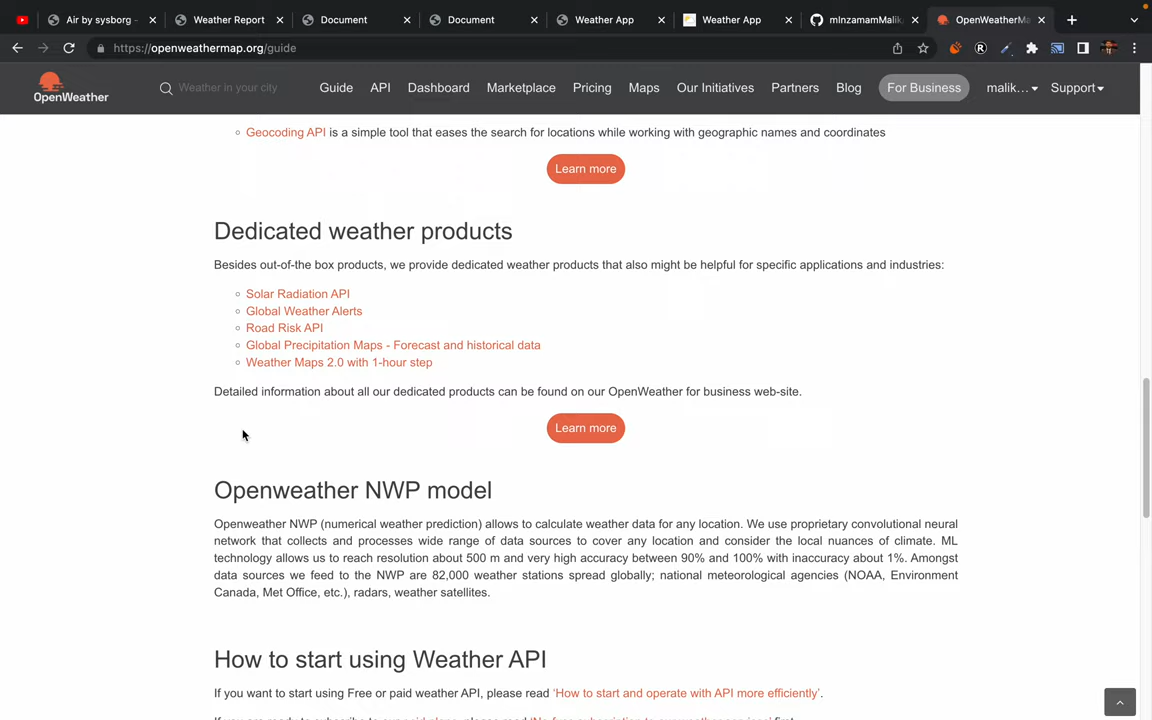 Air by sysborg -
Weather Report
Document
Document
Weather App
Weather App
mInzamamMalik
OpenWeatherMa
https://openweathermap.org/guide
OpenWeather
Weather in your city
Guide
API
Dashboard
Marketplace
Pricing
Maps
Our Initiatives
Partners
Blog
For Business
malik...
Support
Geocoding API is a simple tool that eases the search for locations while working with geographic names and coordinates
Learn more
Dedicated weather products
Besides out-of-the box products, we provide dedicated weather products that also might be helpful for specific applications and industries:
Solar Radiation API
Global Weather Alerts
Road Risk API
Global Precipitation Maps - Forecast and historical data
Weather Maps 2.0 with 1-hour step
Detailed information about all our dedicated products can be found on our OpenWeather for business web-site.
Learn more
Openweather NWP model
Openweather NWP (numerical weather prediction) allows to calculate weather data for any location. We use proprietary convolutional neural
network that collects and processes wide range of data sources to cover any location and consider the local nuances of climate. ML
technology allows us to reach resolution about 500 m and very high accuracy between 90% and 100% with inaccuracy about 1%. Amongst
data sources we feed to the NWP are 82,000 weather stations spread globally; national meteorological agencies (NOAA, Environment
Canada, Met Office, etc.), radars, weather satellites.
How to start using Weather API
If you want to start using Free or paid weather API, please read 'How to start and operate with API more efficiently'.